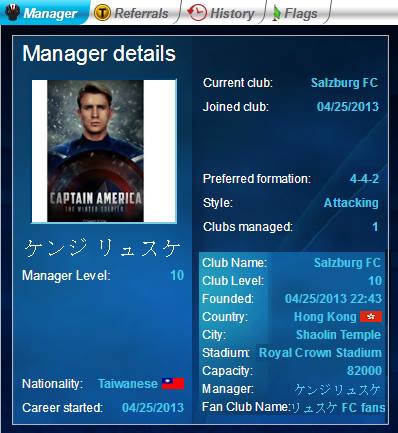 Manager Referrals History Flags
Manager details
CAPTAIN AMERICA
THE WINTER SOLDIER
ケンジ リュスケ
Manager Level: 10
Nationality: Taiwanese
Career started: 04/25/2013
Current club: Salzburg FC
Joined club: 04/25/2013
Preferred formation: 4-4-2
Style: Attacking
Clubs managed: 1
Club Name: Salzburg FC
Club Level: 10
Founded: 04/25/2013 22:43
Country: Hong Kong
City: Shaolin Temple
Stadium: Royal Crown Stadium
Capacity: 82000
Manager: ケンジ リュスケ
Fan Club Name: リュスケ FC fans